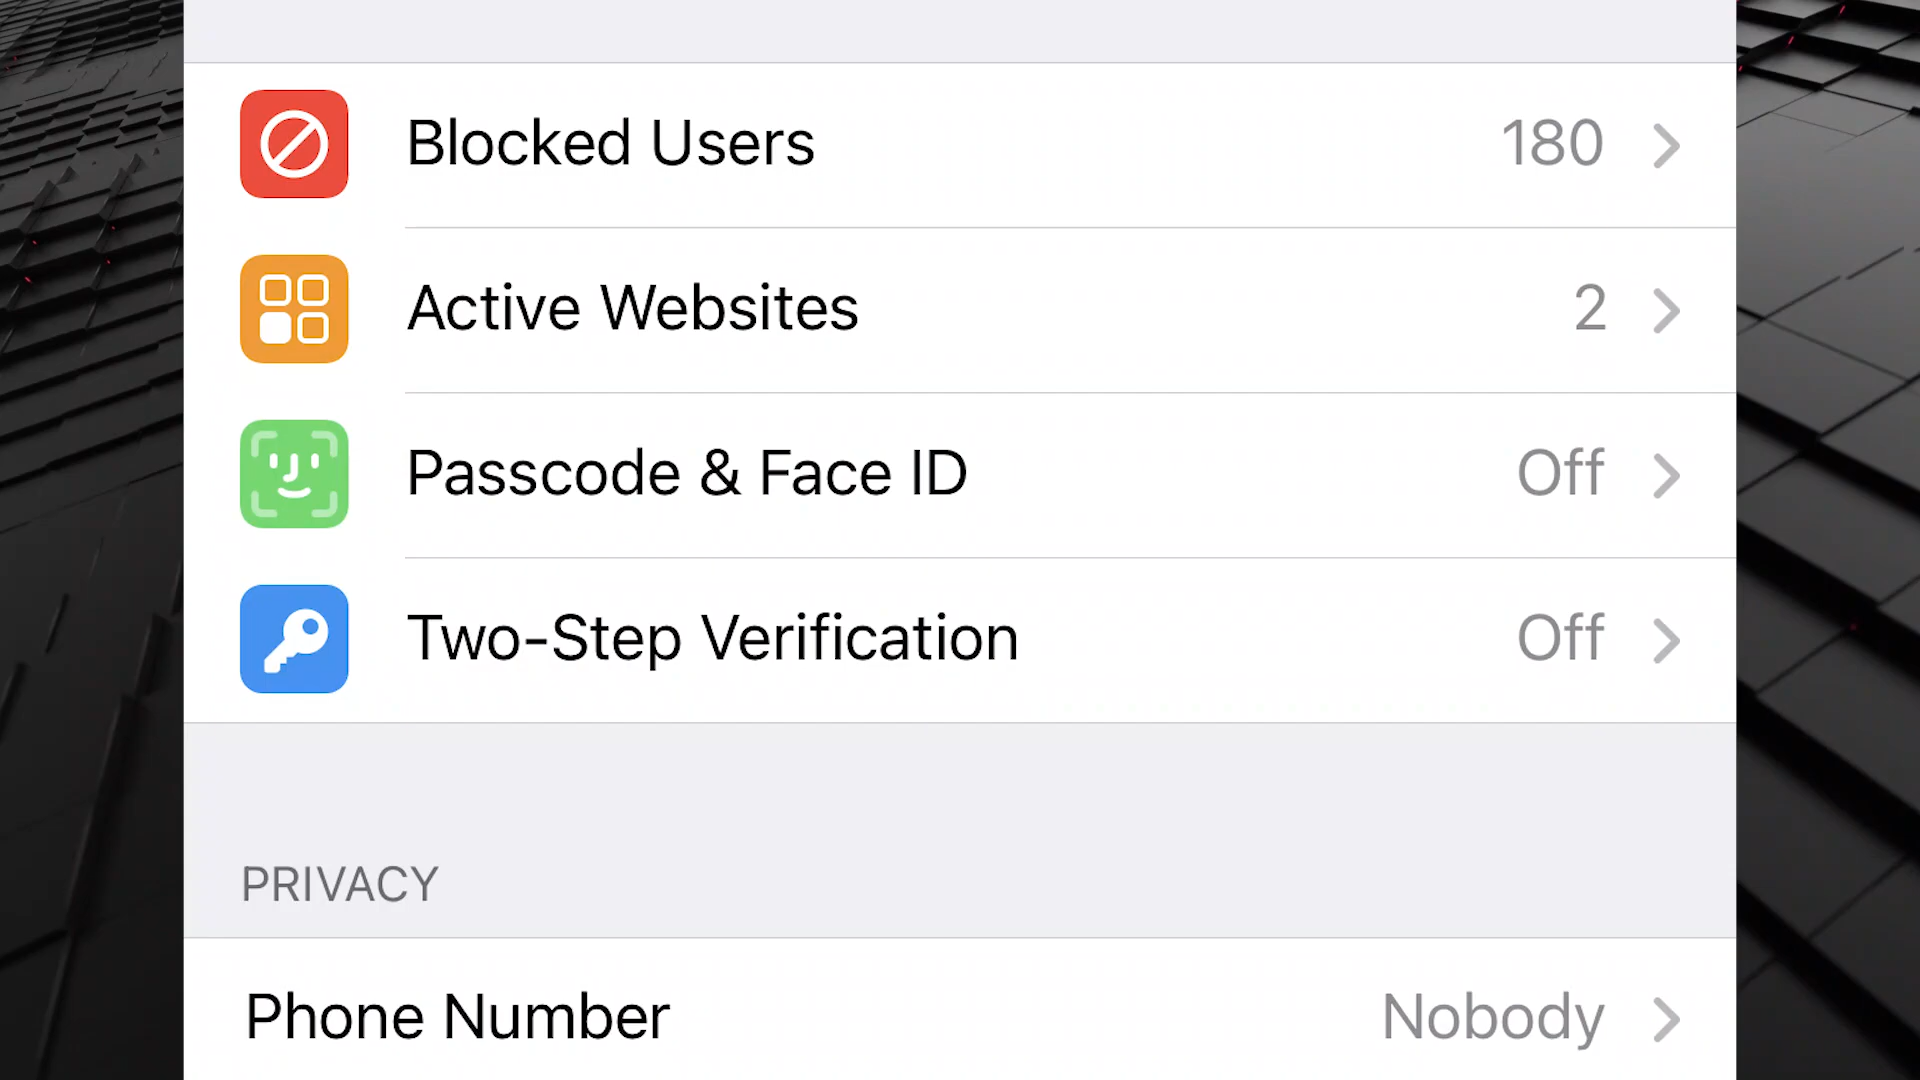 Blocked Users 180
Active Websites 2
Passcode & Face ID Off
Two-Step Verification Off
PRIVACY
Phone Number Nobody